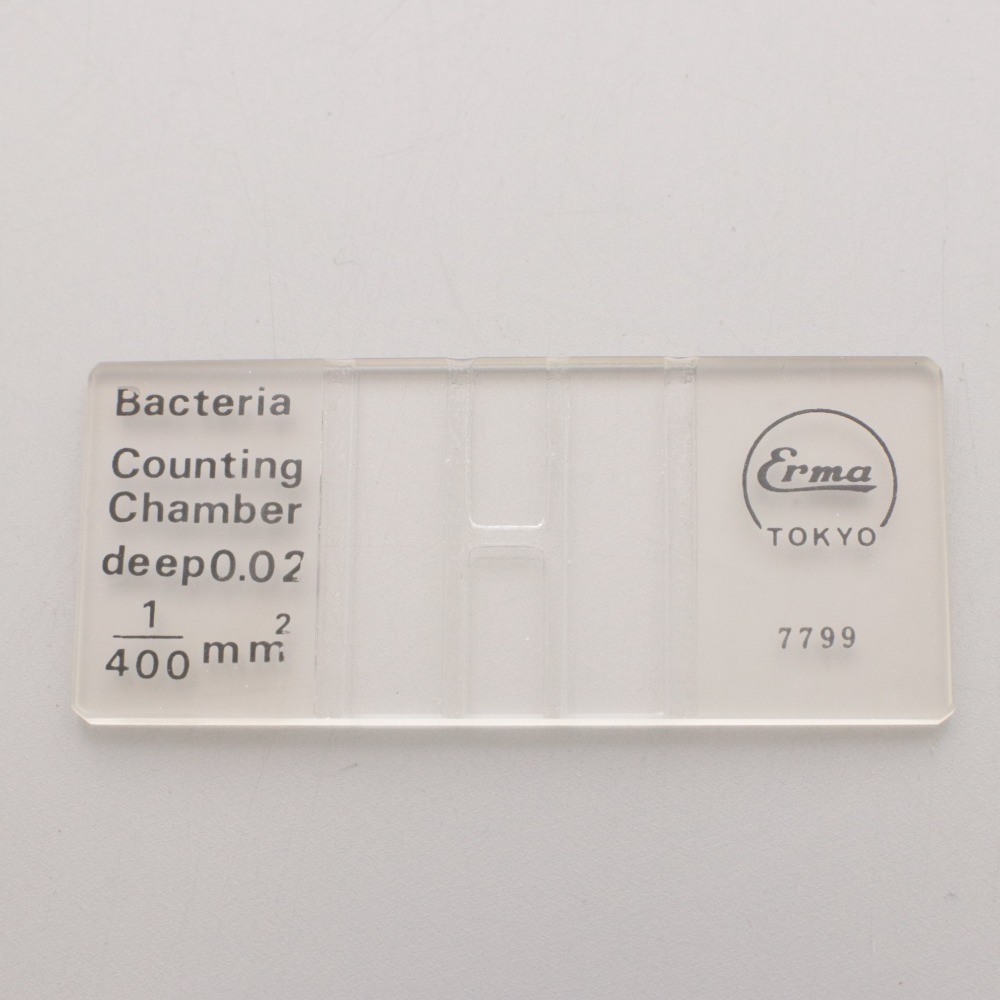 Bacteria
Counting
Chamber
deep0.02
1/400 mm²
Erma
TOKYO
7799